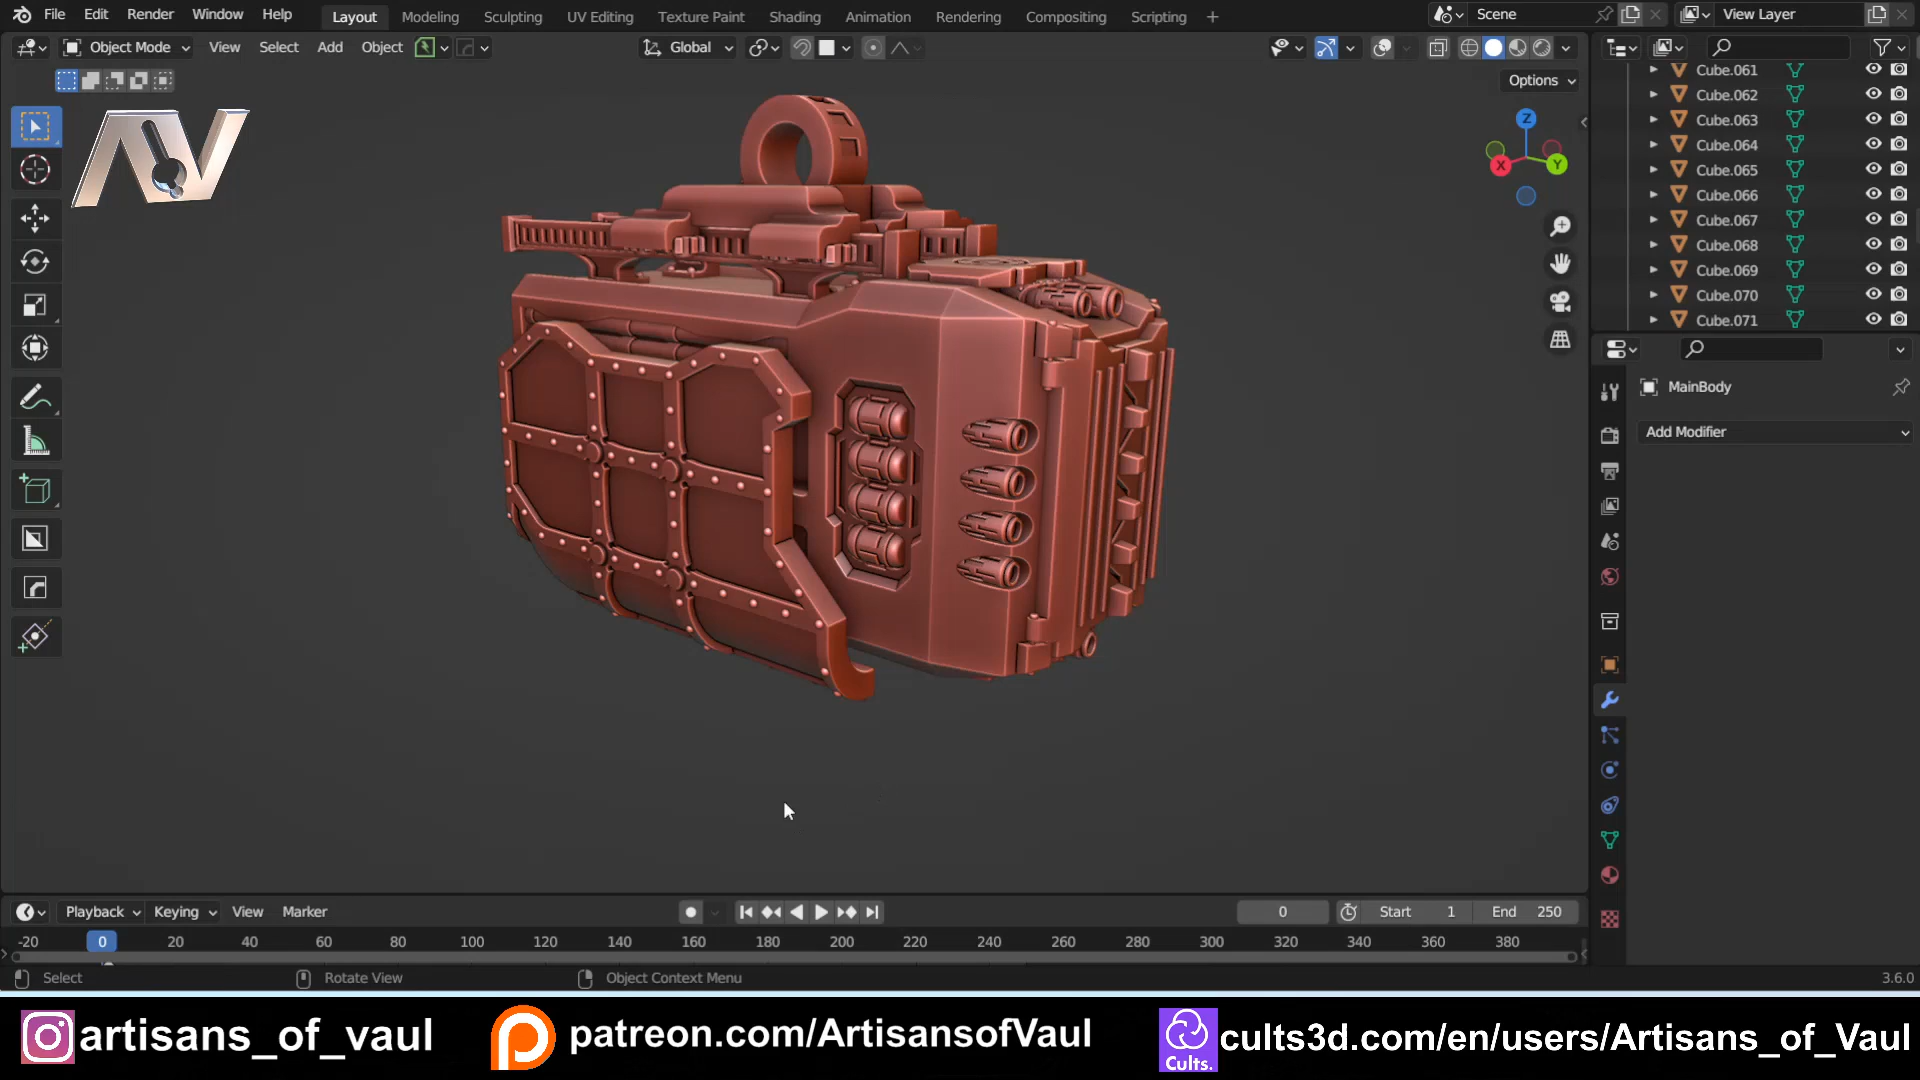 File Edit Render Window Help Layout Modeling Sculpting UV Editing Texture Paint Shading Animation Rendering Compositing Scripting + Scene View Layer
Object Mode View Select Add Object Global
Options
AV
X Y Z
Cube.061
Cube.062
Cube.063
Cube.064
Cube.065
Cube.066
Cube.067
Cube.068
Cube.069
Cube.070
Cube.071
MainBody
Add Modifier
Playback Keying View Marker 0 Start 1 End 250
-20 0 20 40 60 80 100 120 140 160 180 200 220 240 260 280 300 320 340 360 380
Select Rotate View Object Context Menu 3.6.0
artisans_of_vaul patreon.com/ArtisansofVaul Cults. cults3d.com/en/users/Artisans_of_Vaul